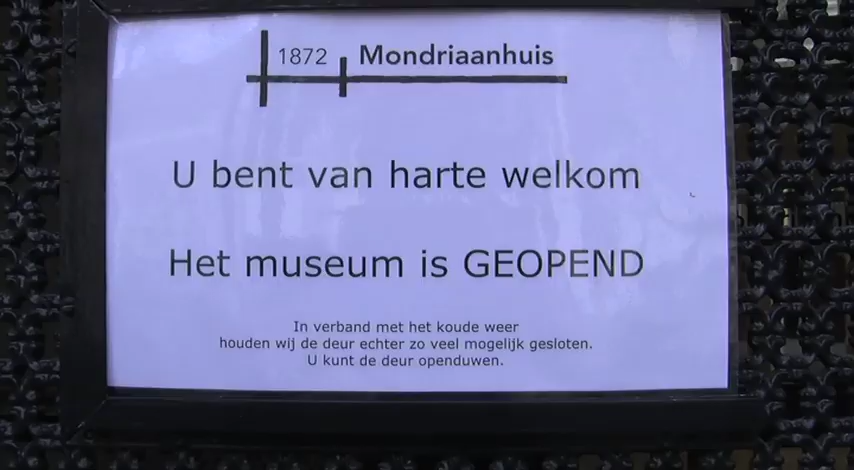 1872 Mondriaanhuis
U bent van harte welkom
Het museum is GEOPEND
In verband met het koude weer
houden wij de deur echter zo veel mogelijk gesloten.
U kunt de deur openduwen.